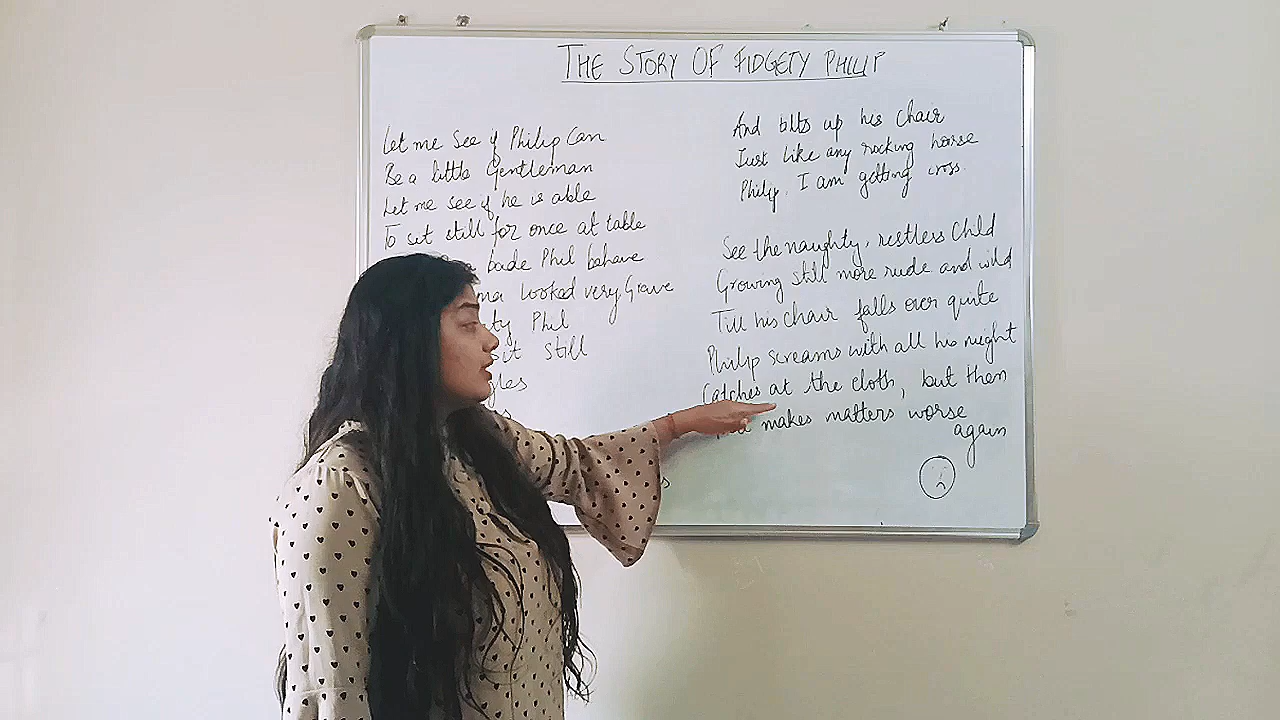 THE STORY OF FIDGETY PHILIP
Let me See if Philip Can
Be a little Gentleman
Let me see if he is able
To sit still for once at table
bade Phil behave
ma looked very Grave
ty Phil
sit Still
gles
And tilts up his chair
Just like any rocking horse
Philip, I am getting cross.
See the naughty, restless Child
Growing still more rude and wild
Till his chair falls over quite
Philip screams with all his might
Catches at the cloth, but then
makes matters worse
again